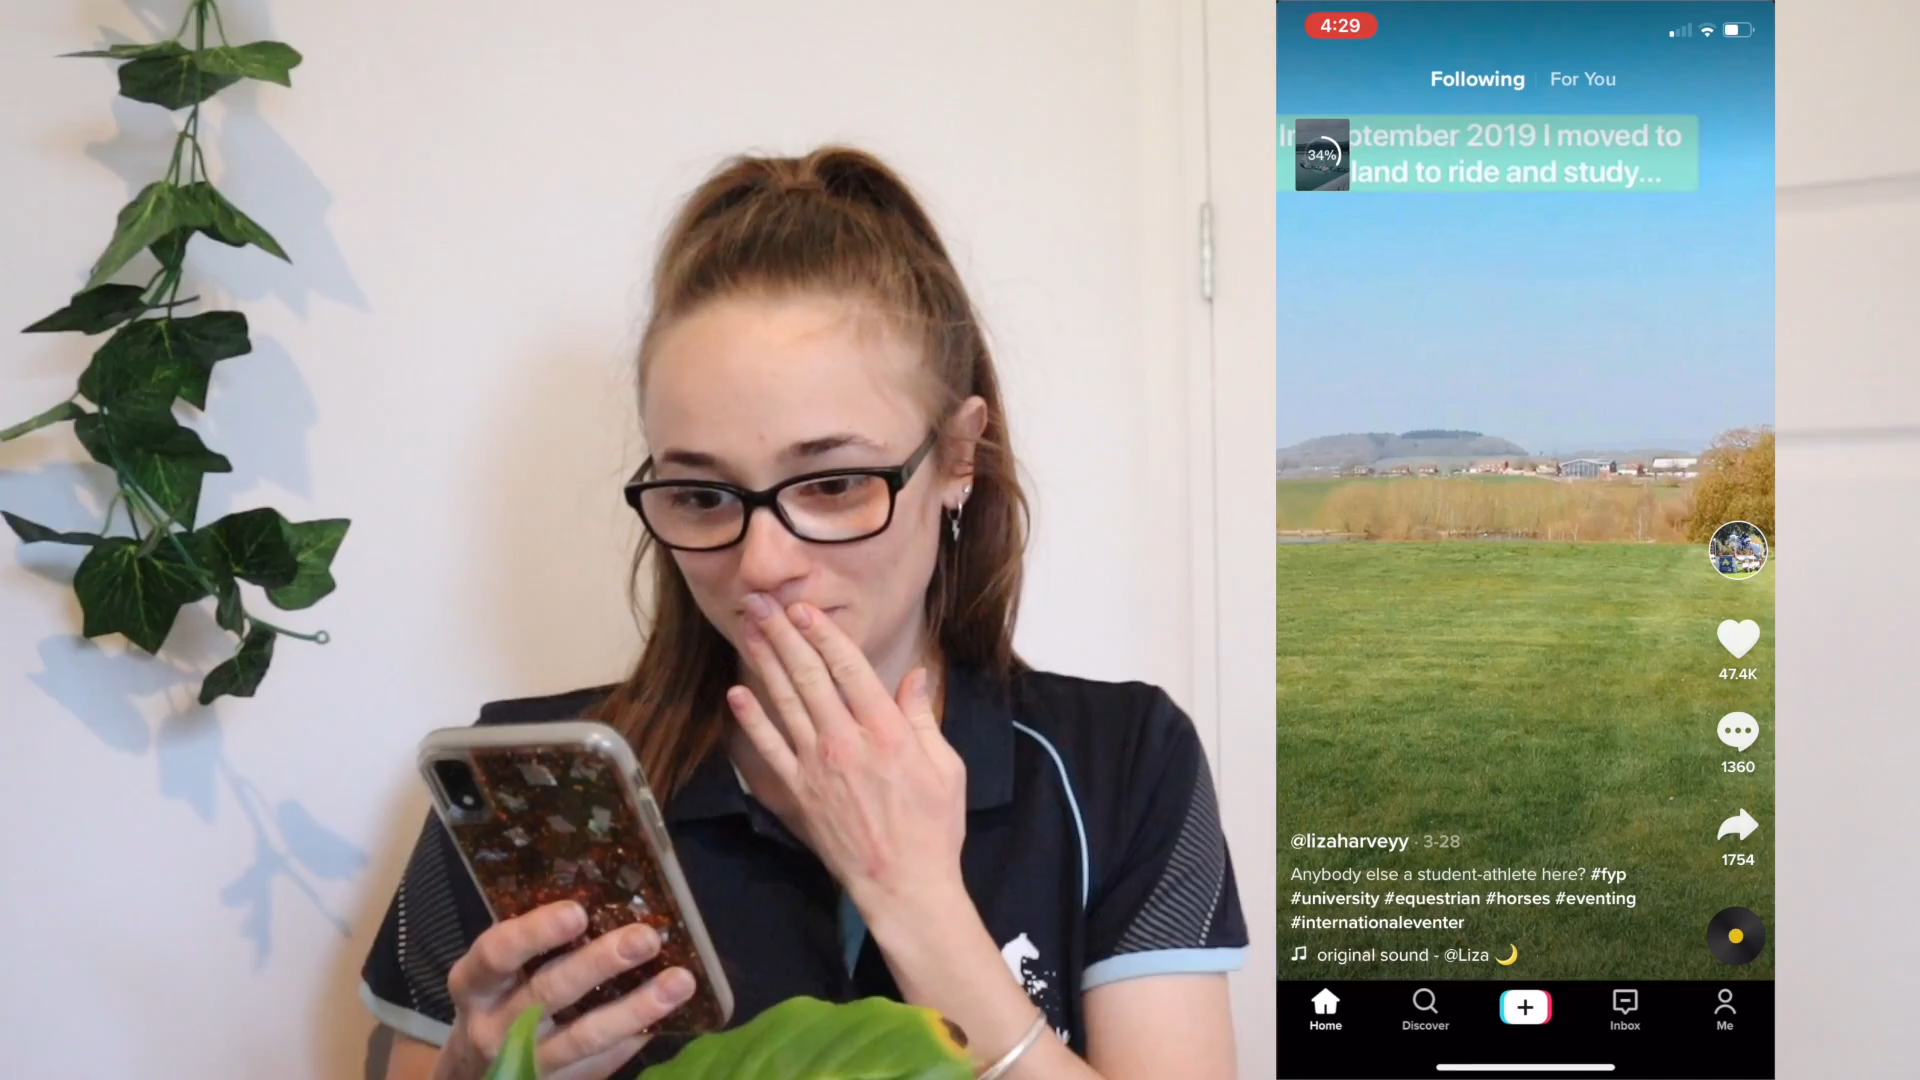 4:29
Following For You
34%
ptember 2019 I moved to
land to ride and study...
47.4K
1360
1754
@lizaharveyy · 3-28
Anybody else a student-athlete here? #fyp
#university #equestrian #horses #eventing
#internationaleventer
original sound - @Liza 🌙
Home Discover Inbox Me